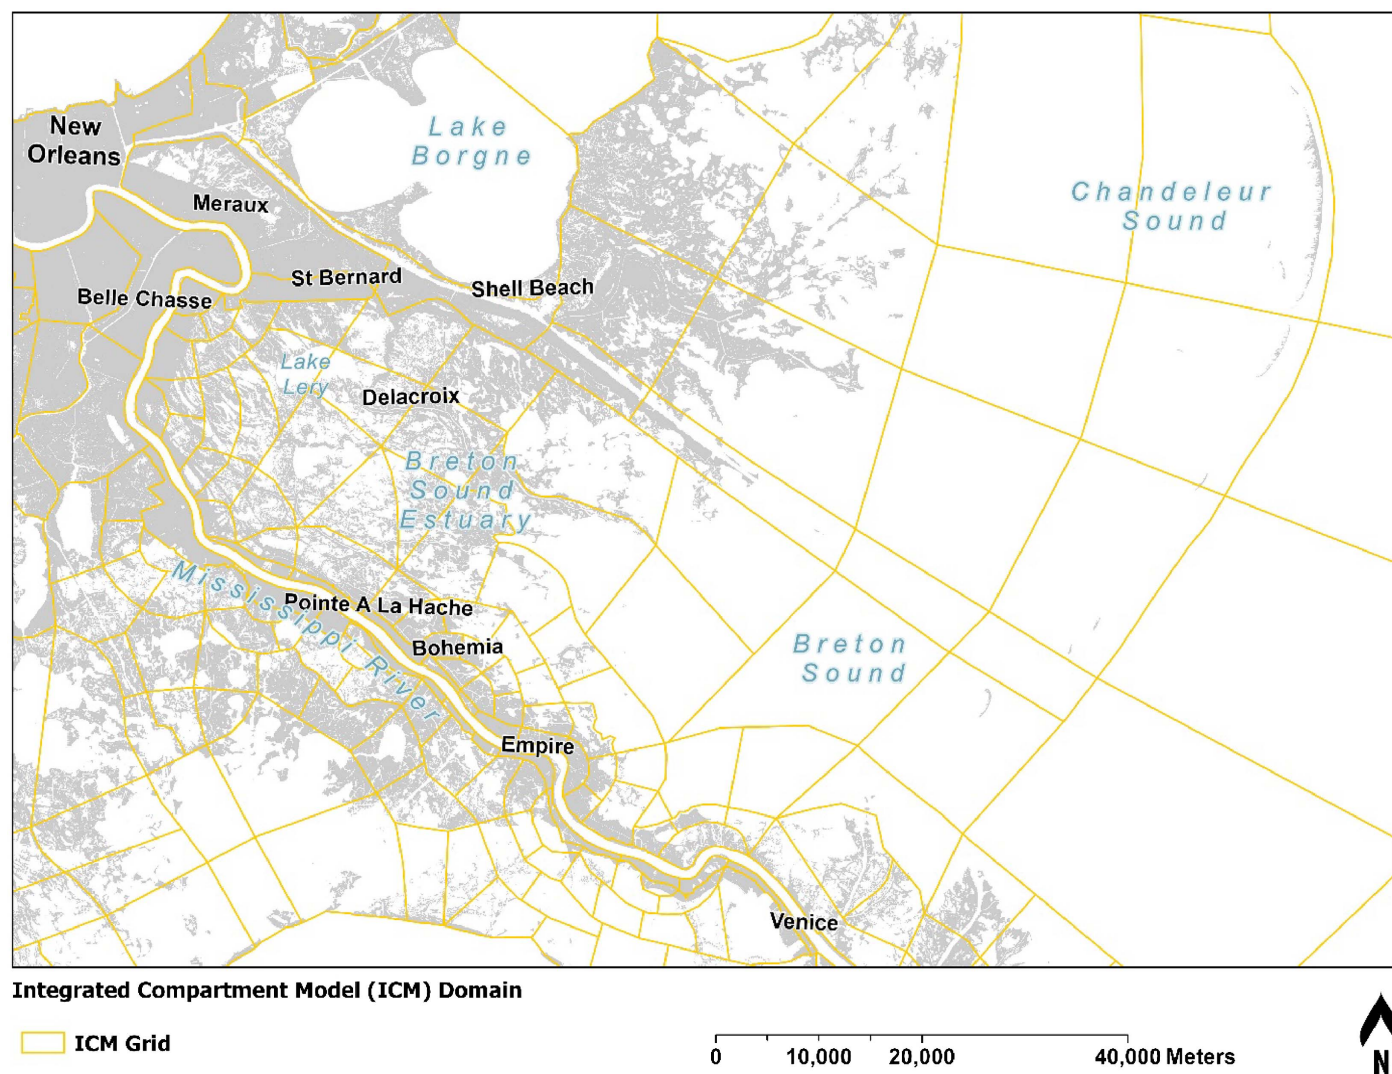 New
Orleans
Lake
Borgne
Meraux
Chandeleur
Sound
St Bernard
Shell Beach
Belle Chasse
Lake
Lery
Delacroix
Breton
Sound
Estuary
Mississippi River
Pointe A La Hache
Bohemia
Breton
Sound
Empire
Venice
Integrated Compartment Model (ICM) Domain
ICM Grid
0 10,000 20,000 40,000 Meters
N